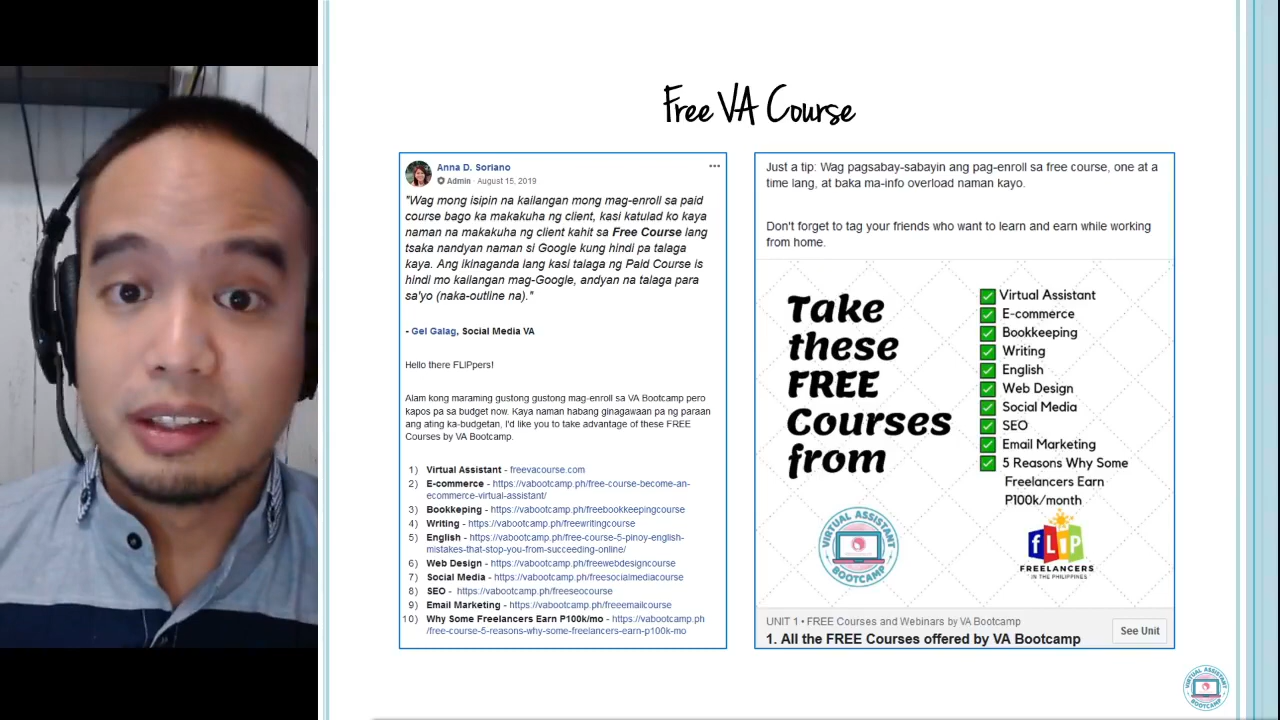 Free VA Course
Anna D. Soriano
Admin · August 15, 2019
"Wag mong isipin na kailangan mong mag-enroll sa paid
course bago ka makakuha ng client, kasi katulad ko kaya
naman na makakuha ng client kahit sa Free Course lang
tsaka nandyan naman si Google kung hindi pa talaga
kaya. Ang ikinaganda lang kasi talaga ng Paid Course is
hindi mo kailangan mag-Google, andyan na talaga para
sa'yo (naka-outline na)."
- Gel Galag, Social Media VA
Hello there FLIPpers!
Alam kong maraming gustong gustong mag-enroll sa VA Bootcamp pero
kapos pa sa budget now. Kaya naman habang ginagawaan pa ng paraan
ang ating ka-budgetan, I'd like you to take advantage of these FREE
Courses by VA Bootcamp.
1) Virtual Assistant - freevacourse.com
2) E-commerce - https://vabootcamp.ph/free-course-become-an-
ecommerce-virtual-assistant/
3) Bookkeping - https://vabootcamp.ph/freebookkeepingcourse
4) Writing - https://vabootcamp.ph/freewritingcourse
5) English - https://vabootcamp.ph/free-course-5-pinoy-english-
mistakes-that-stop-you-from-succeeding-online/
6) Web Design - https://vabootcamp.ph/freewebdesigncourse
7) Social Media - https://vabootcamp.ph/freesocialmediacourse
8) SEO - https://vabootcamp.ph/freeseocourse
9) Email Marketing - https://vabootcamp.ph/freeemailcourse
10) Why Some Freelancers Earn P100k/mo - https://vabootcamp.ph
/free-course-5-reasons-why-some-freelancers-earn-p100k-mo
Just a tip: Wag pagsabay-sabayin ang pag-enroll sa free course, one at a
time lang, at baka ma-info overload naman kayo.
Don't forget to tag your friends who want to learn and earn while working
from home.
Take
these
FREE
Courses
from
Virtual Assistant
E-commerce
Bookkeeping
Writing
English
Web Design
Social Media
SEO
Email Marketing
5 Reasons Why Some
Freelancers Earn
P100k/month
VIRTUAL ASSISTANT
BOOTCAMP
FLIP
FREELANCERS
IN THE PHILIPPINES
UNIT 1 • FREE Courses and Webinars by VA Bootcamp
1. All the FREE Courses offered by VA Bootcamp
See Unit
VIRTUAL ASSISTANT
BOOTCAMP